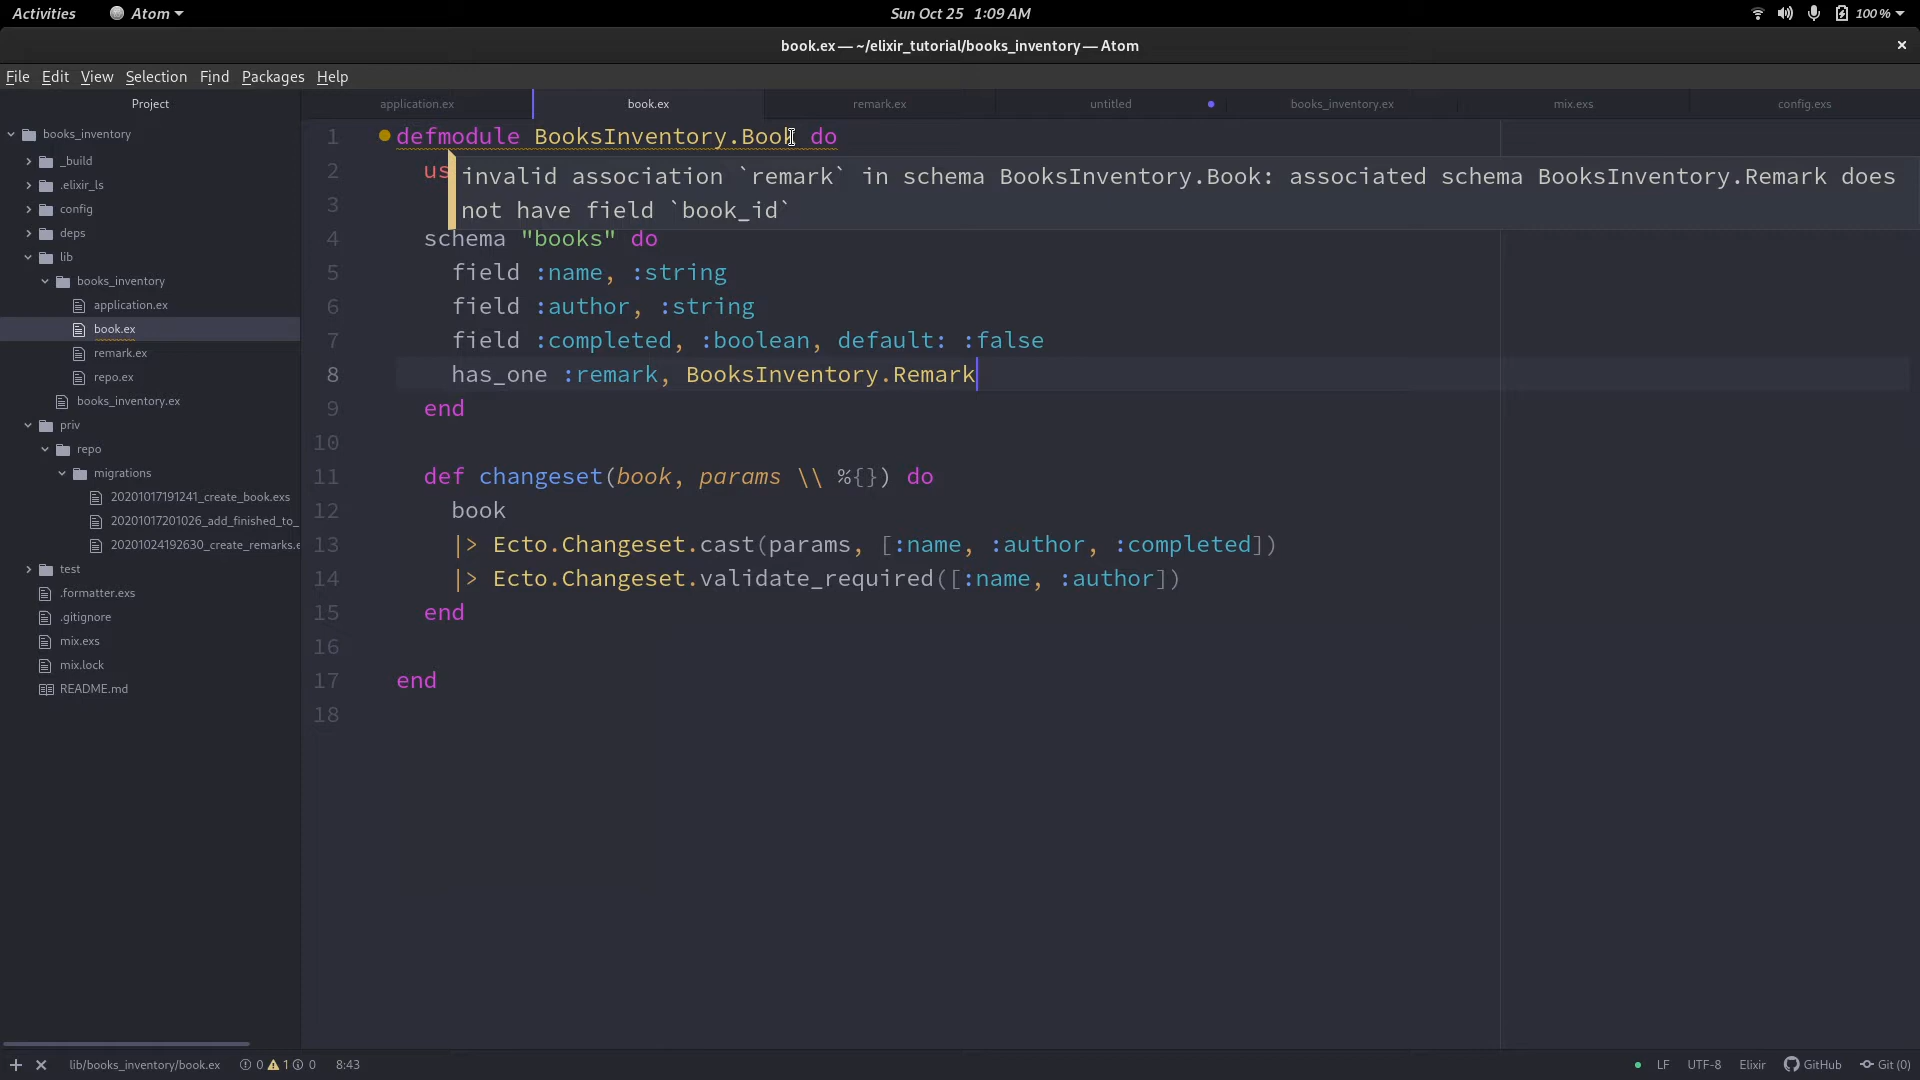 Activities Atom Sun Oct 25 1:09 AM 100 %
book.ex — ~/elixir_tutorial/books_inventory — Atom
File Edit View Selection Find Packages Help
Project
books_inventory
_build
.elixir_ls
config
deps
lib
books_inventory
application.ex
book.ex
remark.ex
repo.ex
books_inventory.ex
priv
repo
migrations
20201017191241_create_book.exs
20201017201026_add_finished_to_
20201024192630_create_remarks.e
test
.formatter.exs
.gitignore
mix.exs
mix.lock
README.md
application.ex book.ex remark.ex untitled books_inventory.ex mix.exs config.exs
1 defmodule BooksInventory.Book do
2 us
invalid association `remark` in schema BooksInventory.Book: associated schema BooksInventory.Remark does
3 not have field `book_id`
4 schema "books" do
5 field :name, :string
6 field :author, :string
7 field :completed, :boolean, default: :false
8 has_one :remark, BooksInventory.Remark
9 end
10
11 def changeset(book, params \\ %{}) do
12 book
13 |> Ecto.Changeset.cast(params, [:name, :author, :completed])
14 |> Ecto.Changeset.validate_required([:name, :author])
15 end
16
17 end
18
lib/books_inventory/book.ex 0 1 0 8:43 LF UTF-8 Elixir GitHub Git (0)